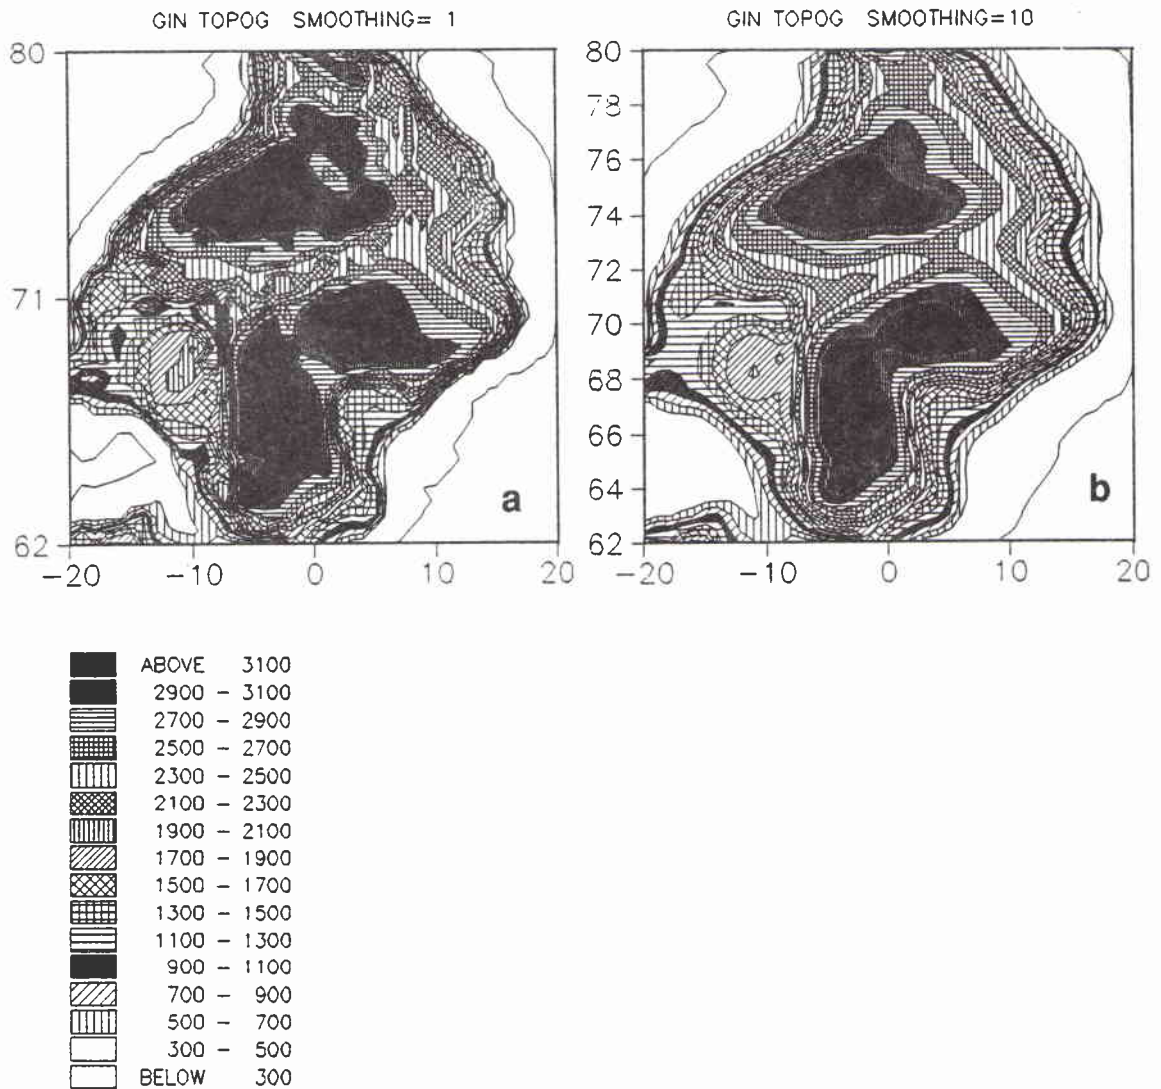 GIN TOPOG SMOOTHING= 1
GIN TOPOG SMOOTHING=10
80
71
62
-20 -10 0 10
a
80
78
76
74
72
70
68
66
64
62
-20 -10 0 10 20
b
ABOVE 3100
2900 - 3100
2700 - 2900
2500 - 2700
2300 - 2500
2100 - 2300
1900 - 2100
1700 - 1900
1500 - 1700
1300 - 1500
1100 - 1300
900 - 1100
700 - 900
500 - 700
300 - 500
BELOW 300